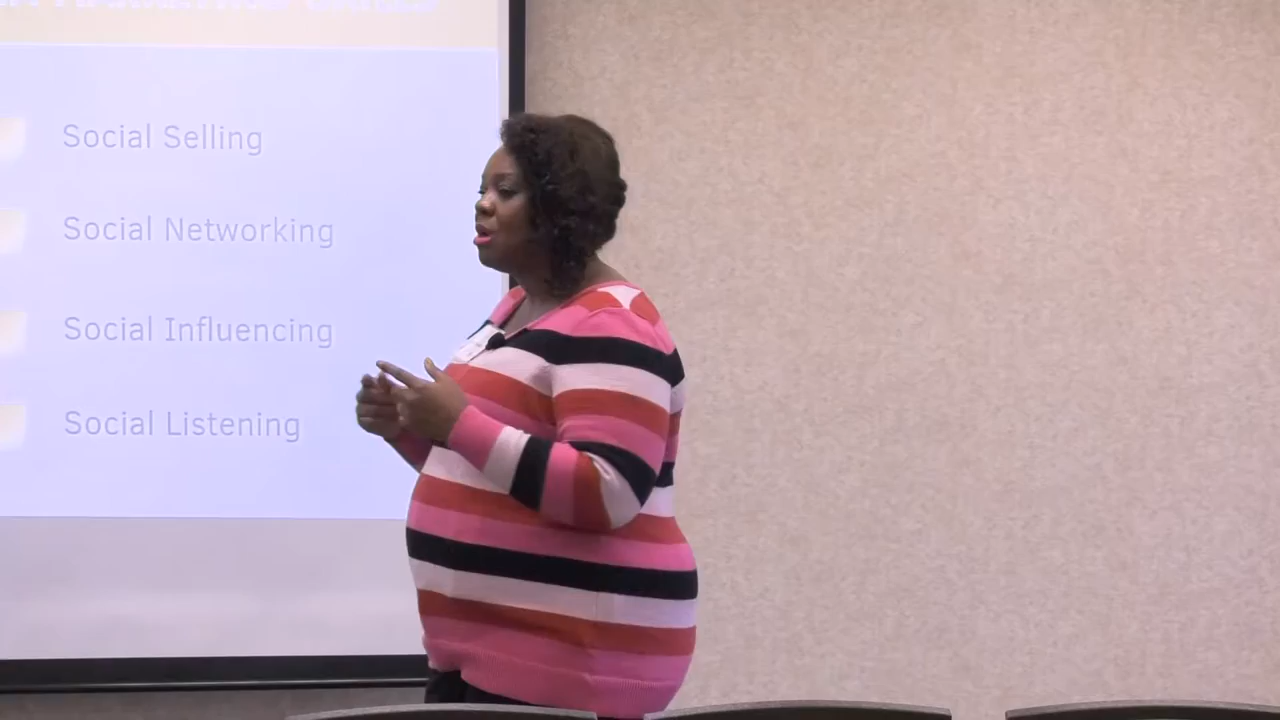 Social Selling
Social Networking
Social Influencing
Social Listening